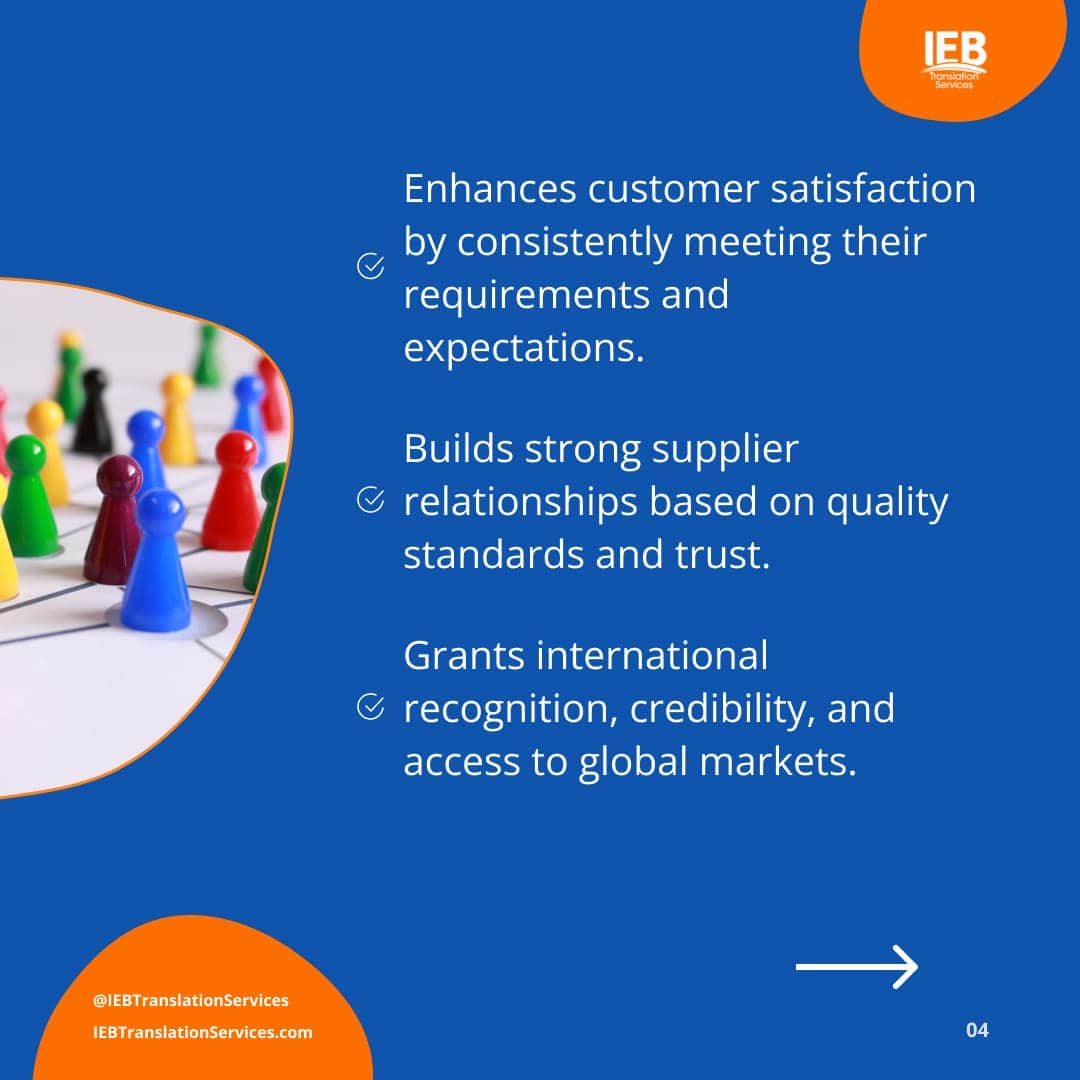 IEB
Translation
Services
Enhances customer satisfaction
by consistently meeting their
requirements and
expectations.
Builds strong supplier
relationships based on quality
standards and trust.
Grants international
recognition, credibility, and
access to global markets.
@IEBTranslationServices
IEBTranslationServices.com
04